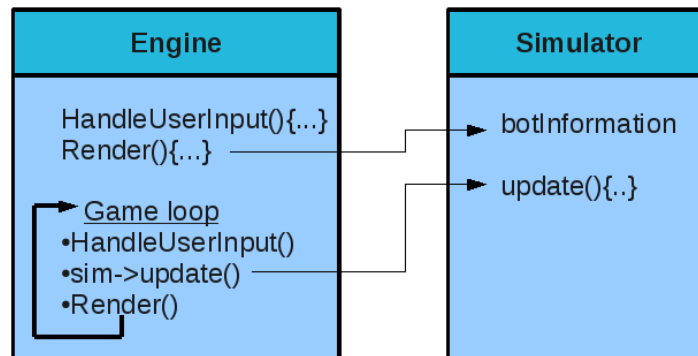 Engine
HandleUserInput(){...}
Render(){...}
Game loop
•HandleUserInput()
•sim->update()
•Render()
Simulator
botInformation
update(){..}